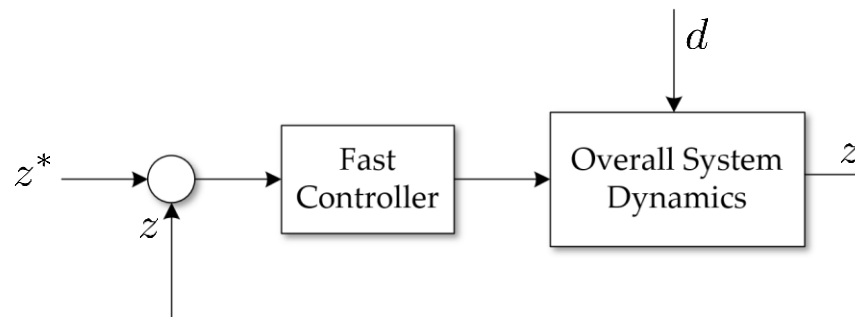 d
z*
Fast
Controller
Overall System
Dynamics
z
z